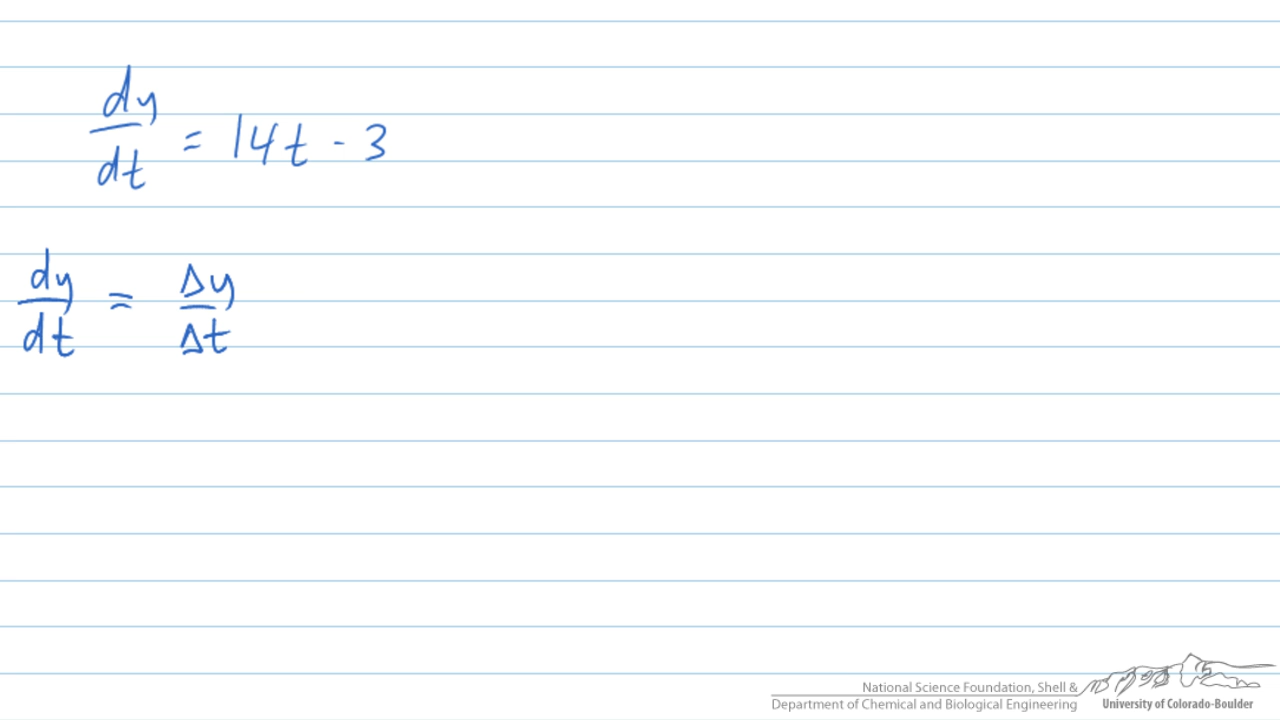 dy/dt = 14t - 3
dy/dt ≈ Δy/Δt
National Science Foundation, Shell &
Department of Chemical and Biological Engineering
University of Colorado-Boulder